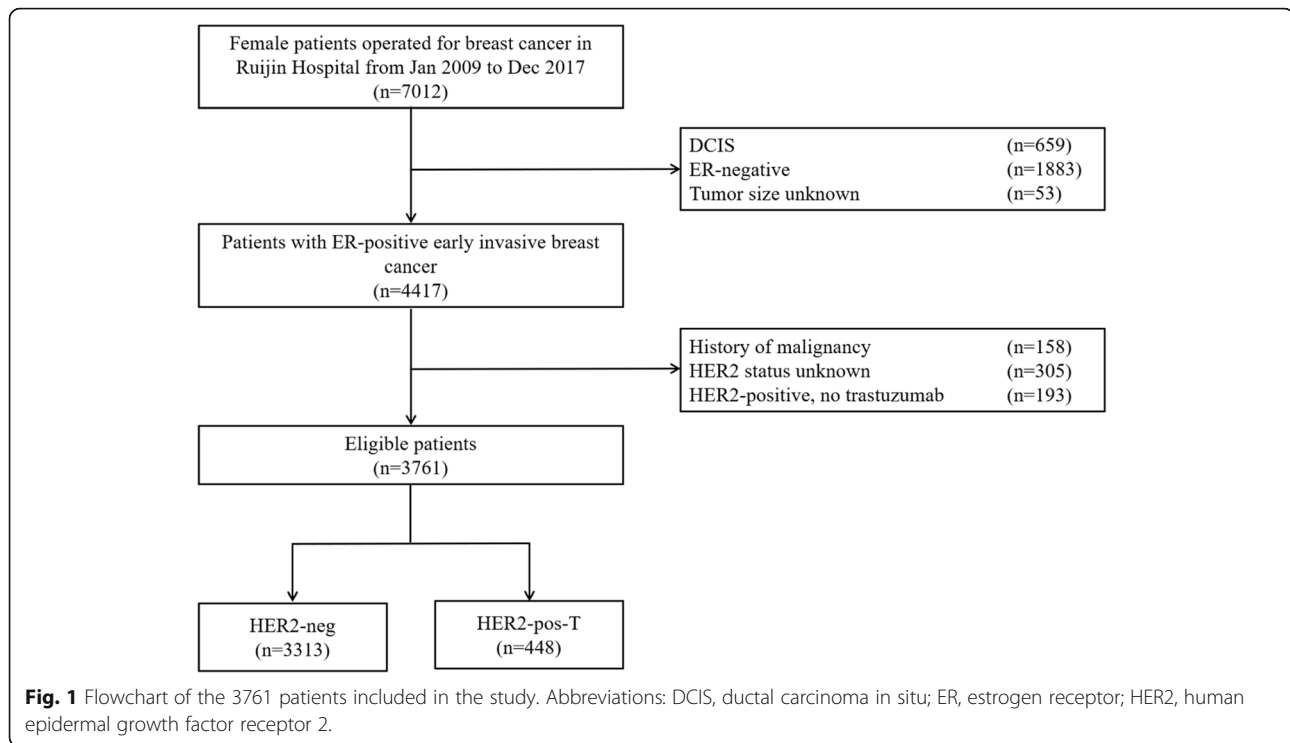 Female patients operated for breast cancer in
Ruijin Hospital from Jan 2009 to Dec 2017
(n=7012)
DCIS (n=659)
ER-negative (n=1883)
Tumor size unknown (n=53)
Patients with ER-positive early invasive breast
cancer
(n=4417)
History of malignancy (n=158)
HER2 status unknown (n=305)
HER2-positive, no trastuzumab (n=193)
Eligible patients
(n=3761)
HER2-neg
(n=3313)
HER2-pos-T
(n=448)
Fig. 1 Flowchart of the 3761 patients included in the study. Abbreviations: DCIS, ductal carcinoma in situ; ER, estrogen receptor; HER2, human
epidermal growth factor receptor 2.